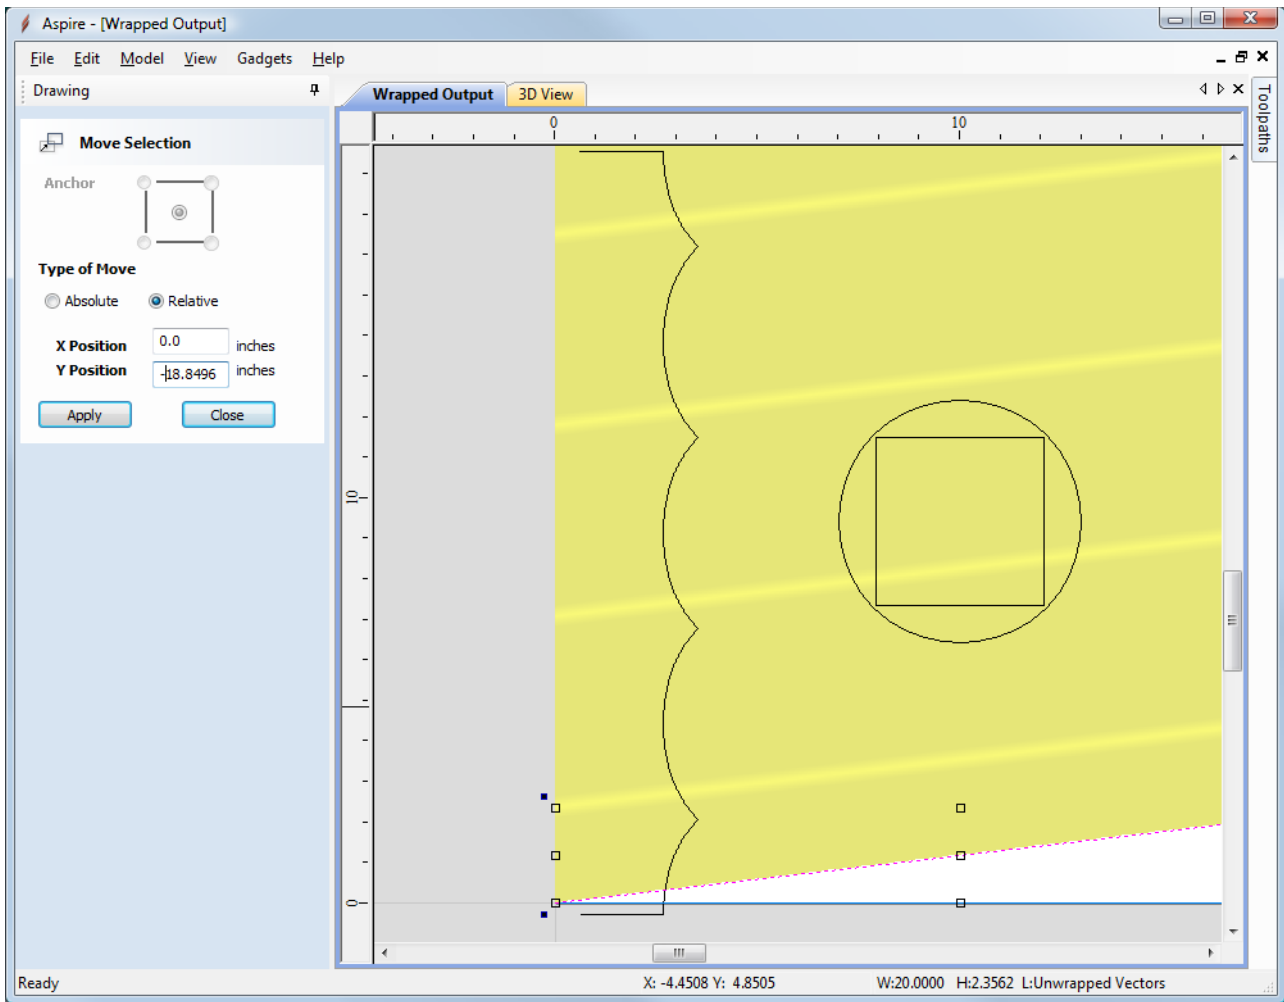 Aspire - [Wrapped Output]
File Edit Model View Gadgets Help
Drawing
Wrapped Output 3D View
Toolpaths
Move Selection
0 10
Anchor
Type of Move
Absolute Relative
X Position 0.0 inches
Y Position -18.8496 inches
Apply Close
10
0
Ready X: -4.4508 Y: 4.8505 W:20.0000 H:2.3562 L:Unwrapped Vectors